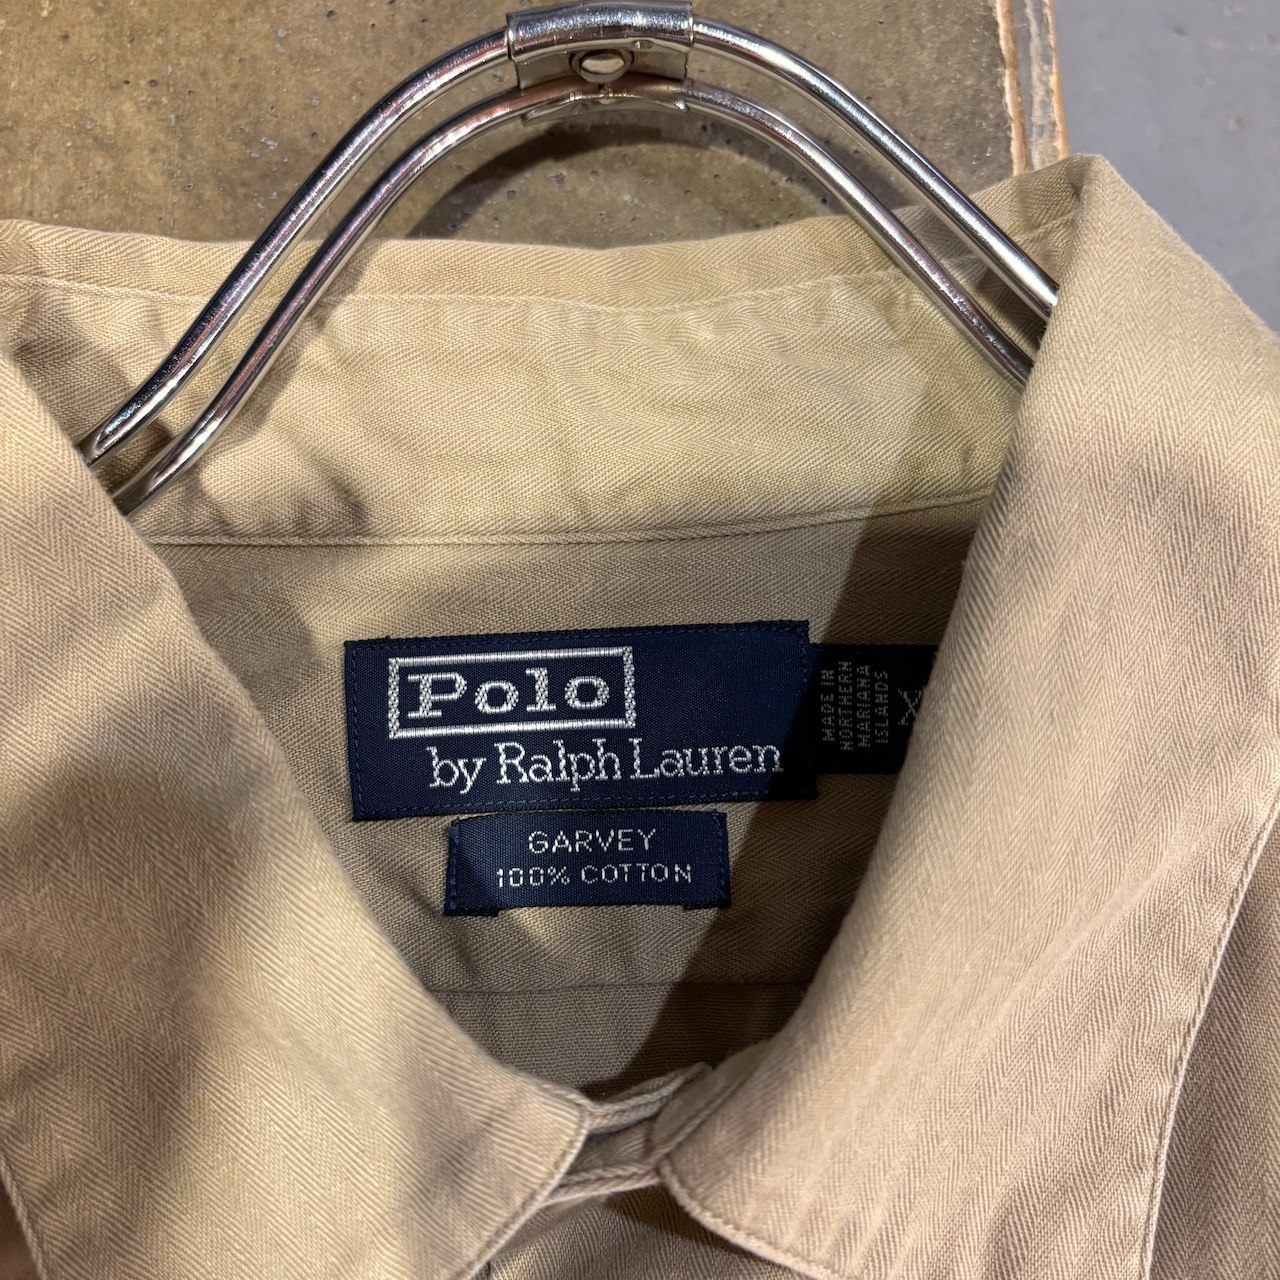 Polo
by Ralph Lauren
MADE IN
NORTHERN
MARIANA
ISLANDS
GARVEY
100% COTTON